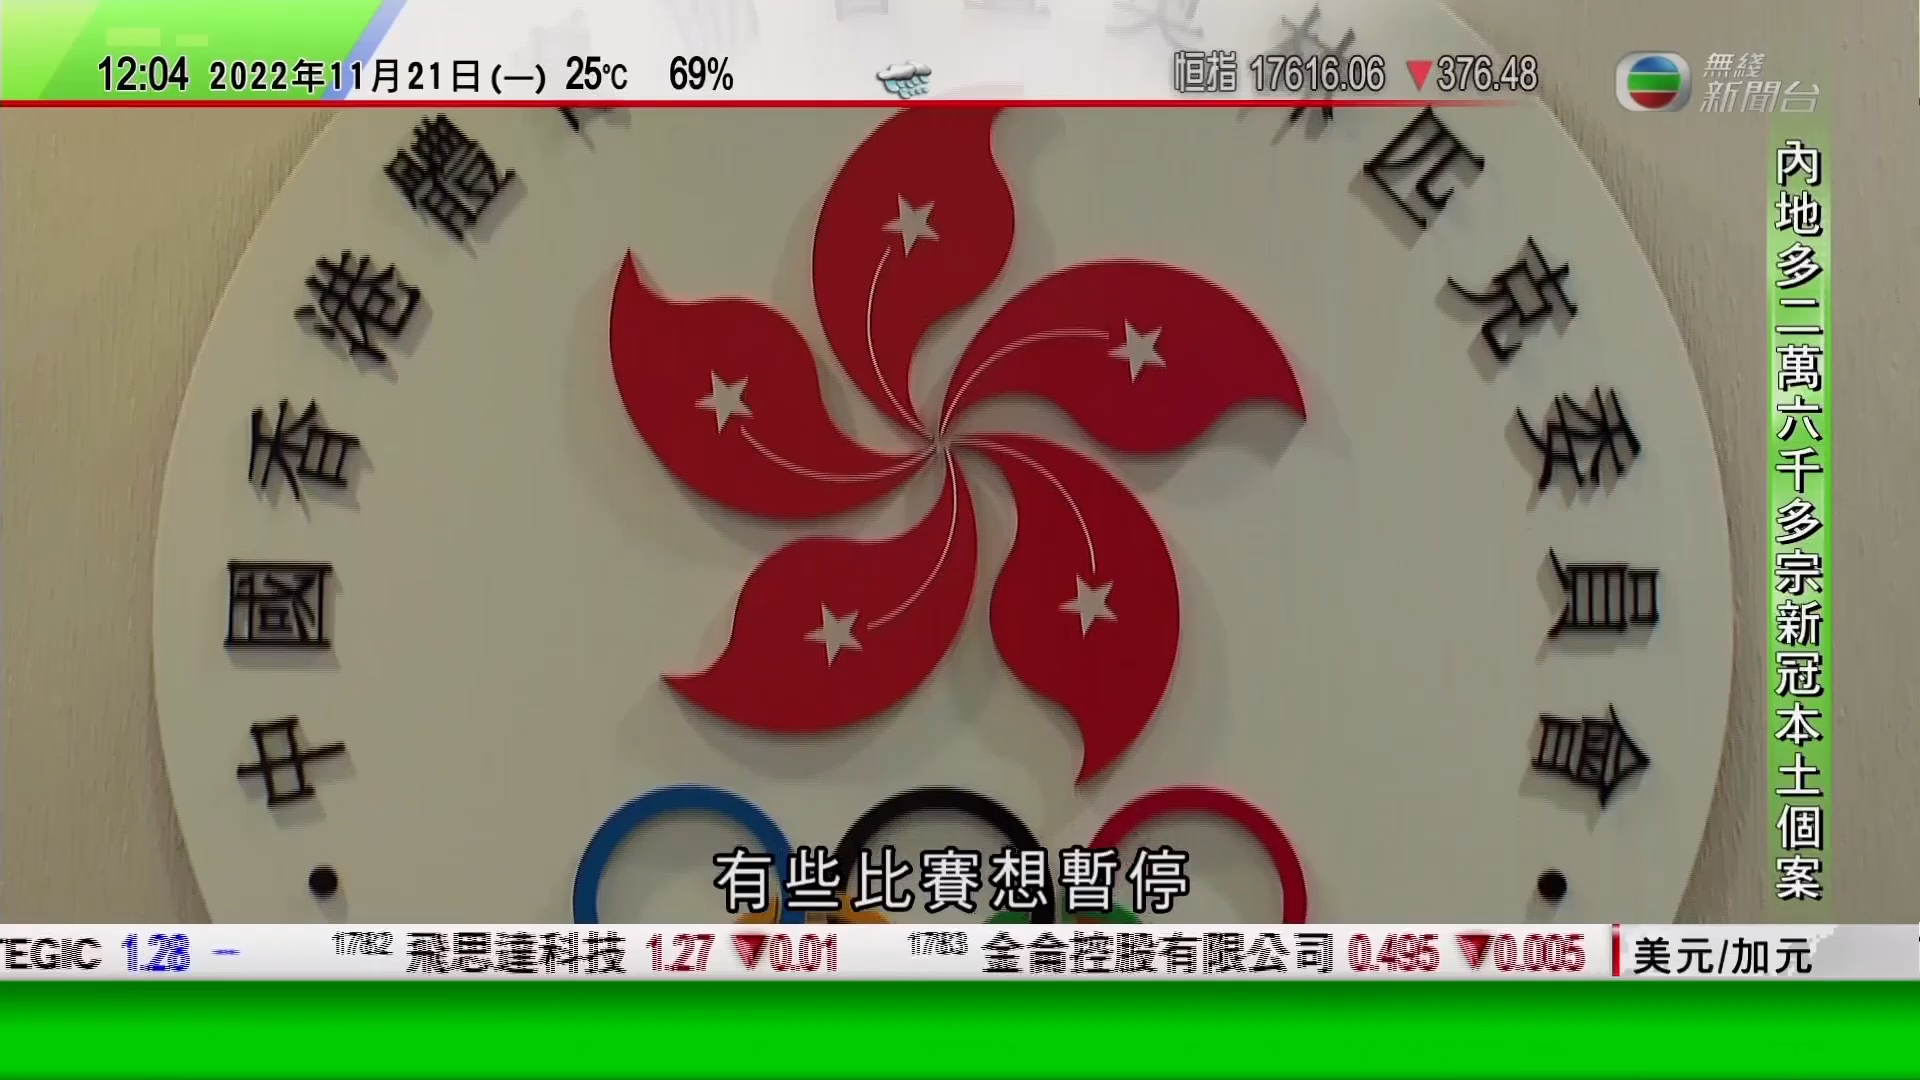 12:04 2022年11月21日(一) 25℃ 69%
恒指 17616.06 ▼376.48
無綫
新聞台
內地多二萬六千多宗新冠本土個案
中國香港體
匹克委員會
有些比賽想暫停
TEGIC 1.28 – 1782 飛思達科技 1.27 ▼0.01 1783 金侖控股有限公司 0.495 ▼0.005
美元/加元